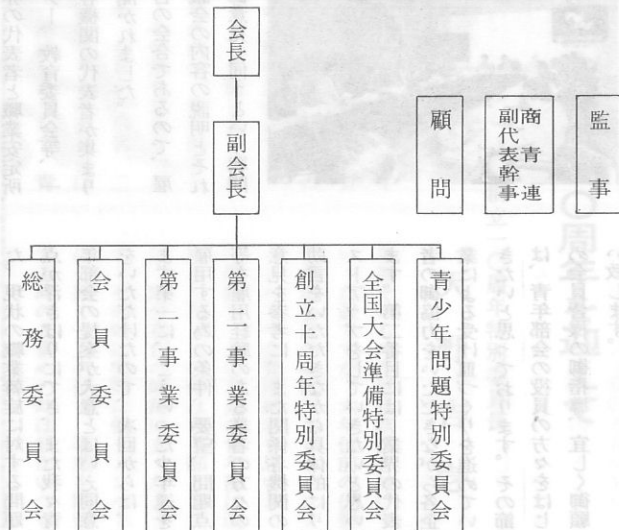 監事
商青連
副代表幹事
顧問
会長
副会長
青少年問題特別委員会
全国大会準備特別委員会
創立十周年特別委員会
第二事業委員会
第一事業委員会
会員委員会
総務委員会